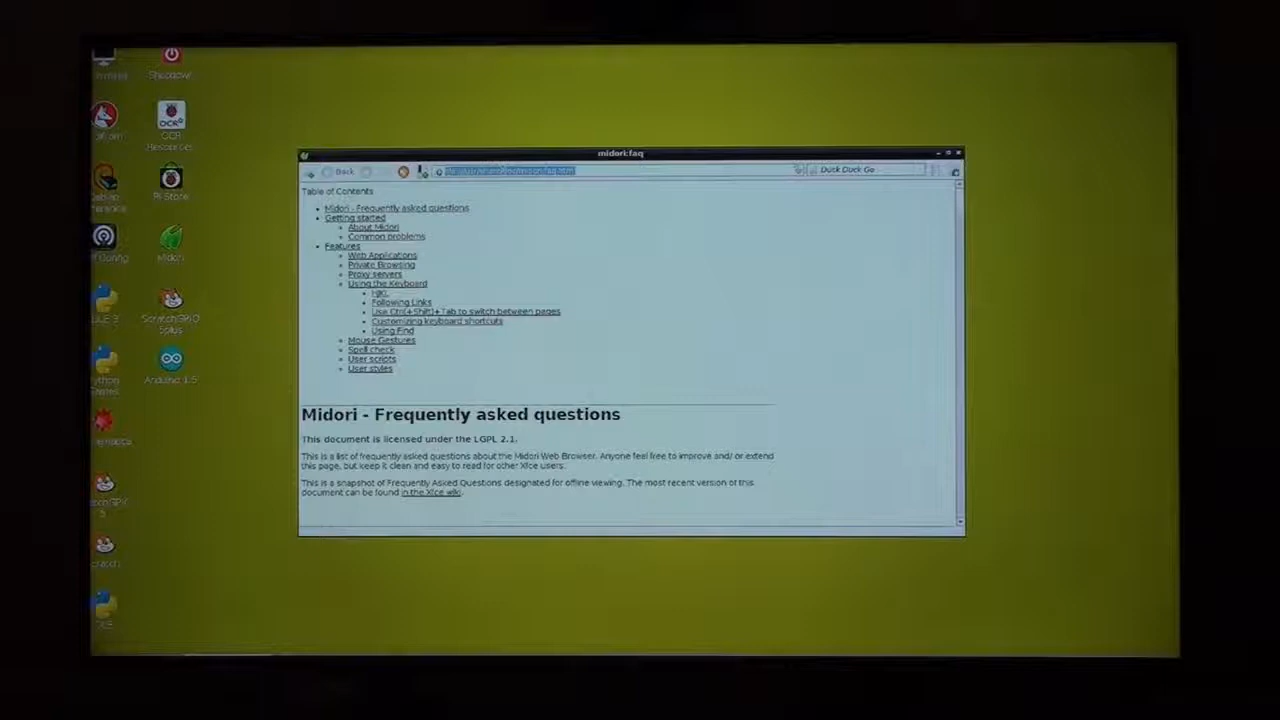 midori:faq
Back
Duck Duck Go
Shutdown
OCR
OCR
Resources
Pi Store
Config
Midori
ScratchGPIO
5plus
Arduino 1.5
Table of Contents
Midori - Frequently asked questions
Getting started
About Midori
Common problems
Features
Web Applications
Private Browsing
Proxy servers
Using the Keyboard
Following Links
Use Ctrl(+Shift)+Tab to switch between pages
Customizing keyboard shortcuts
Using Find
Mouse Gestures
Spell check
User scripts
User styles
Midori - Frequently asked questions
This document is licensed under the LGPL 2.1.
This is a list of frequently asked questions about the Midori Web Browser. Anyone feel free to improve and/ or extend
this page, but keep it clean and easy to read for other Xfce users.
This is a snapshot of Frequently Asked Questions designated for offline viewing. The most recent version of this
document can be found in the Xfce wiki.